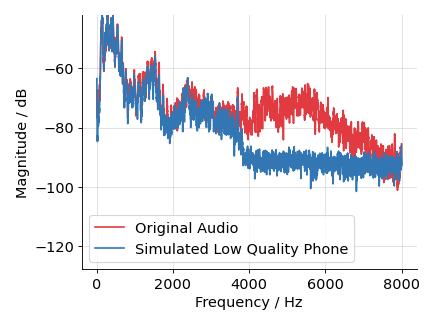 Magnitude / dB
−60
−80
−100
−120
Original Audio
Simulated Low Quality Phone
0 2000 4000 6000 8000
Frequency / Hz